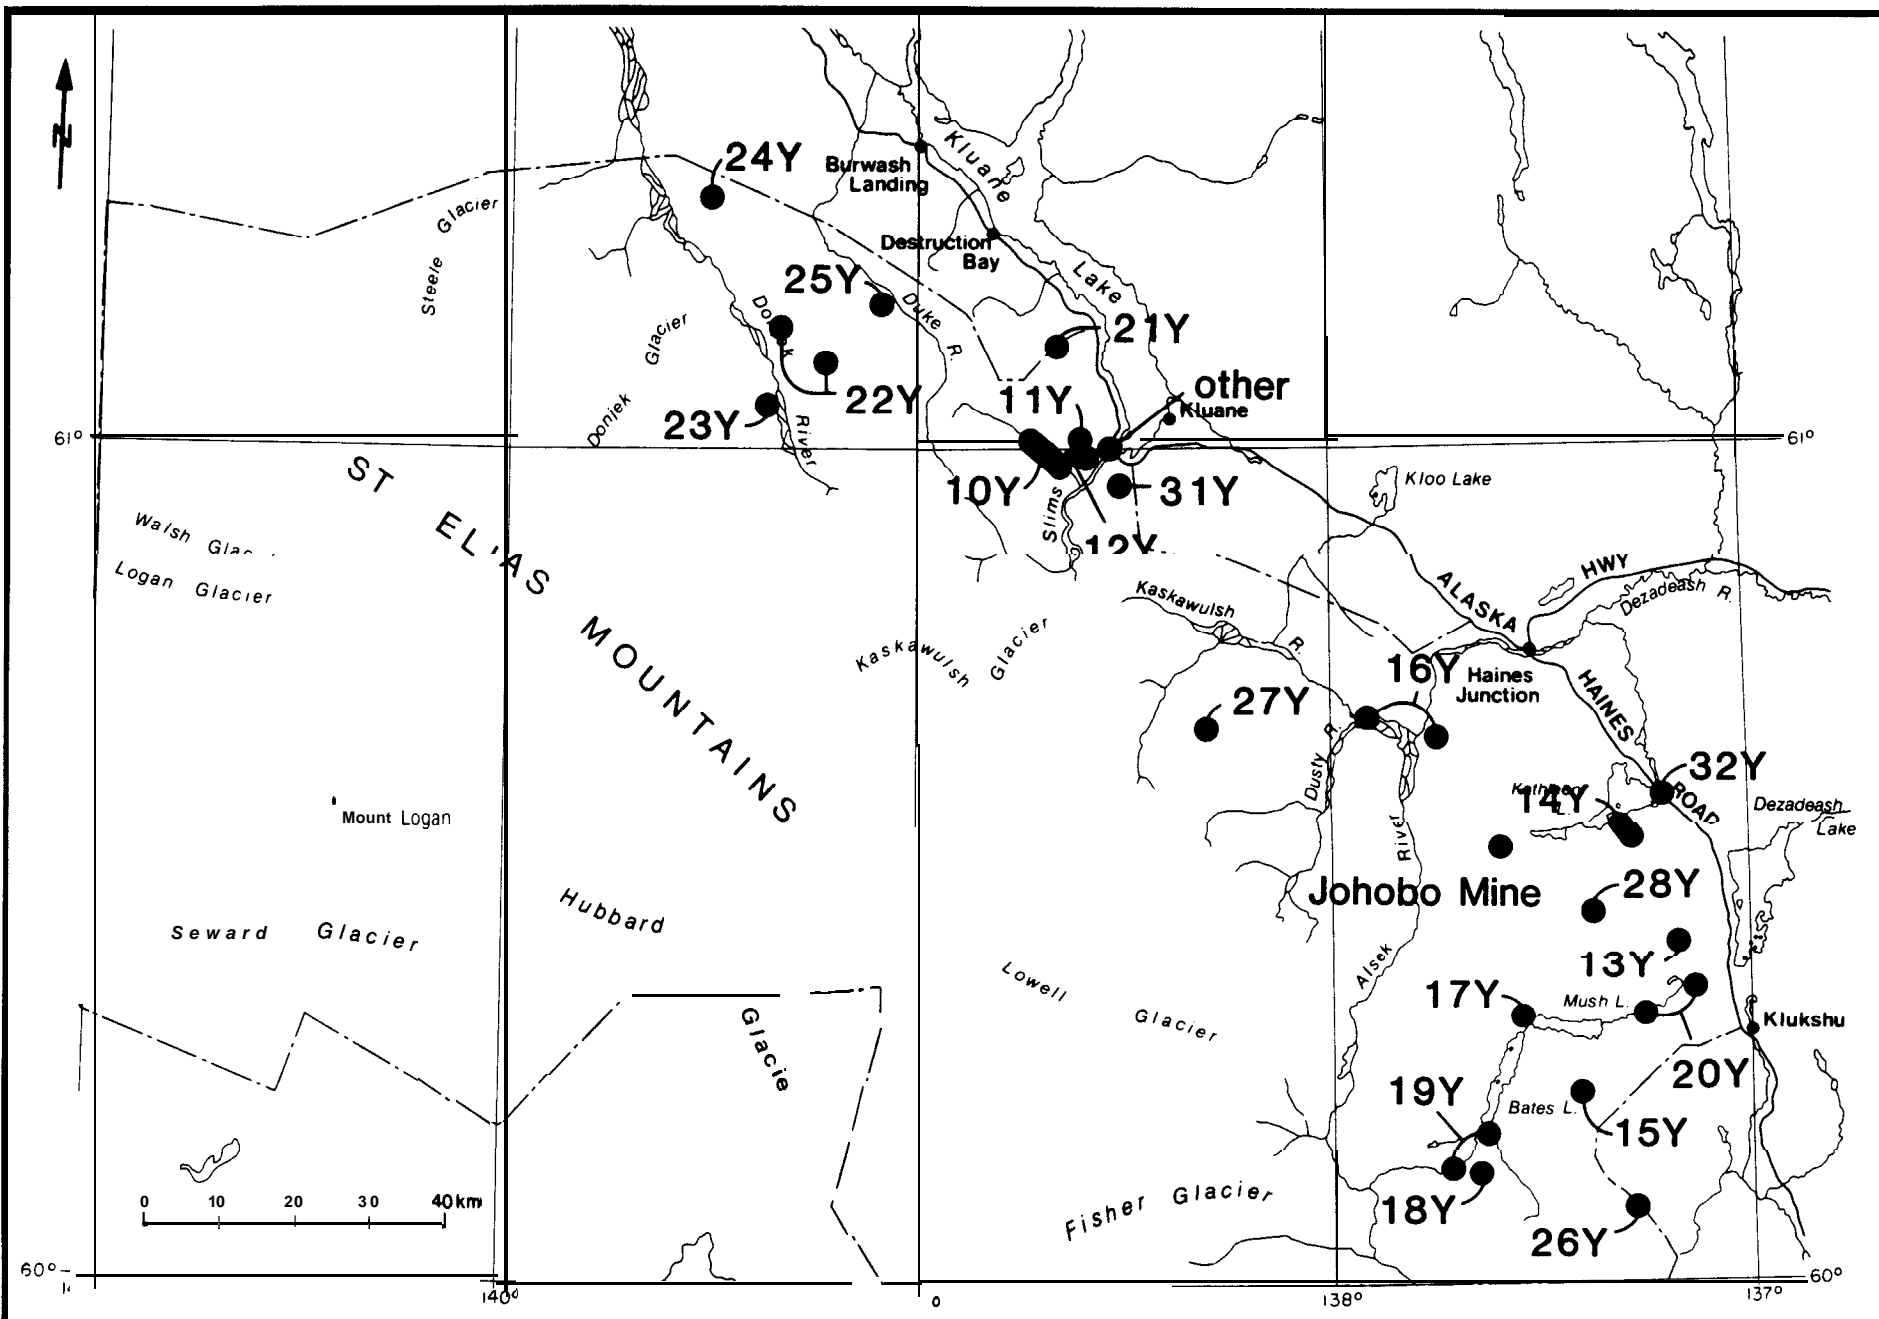 N
24Y
Burwash
Landing
Kluane
Lake
Steele Glacier
Destruction
Bay
25Y
Duke
R.
Donjek
Glacier
River
21Y
22Y
23Y
11Y
other
Kluane
61°
61°
10Y
31Y
12Y
Slims
Kloo Lake
ST ELIAS MOUNTAINS
Walsh
Logan Glacier
ALASKA HWY
Dezadeash R.
Kaskawulsh
R.
Kaskawulsh
Glacier
16Y
Haines
Junction
HAINES
ROAD
27Y
Dusty R.
32Y
14Y
Dezadeash
Lake
Mount Logan
River
Alsek
Johobo Mine
28Y
Hubbard
Seward Glacier
13Y
Lowell
Glacier
17Y
Mush L.
Klukshu
Glacie
20Y
19Y
Bates L.
15Y
Fisher Glacier
18Y
26Y
0 10 20 30 40 km
60°
60°
140°
138°
137°